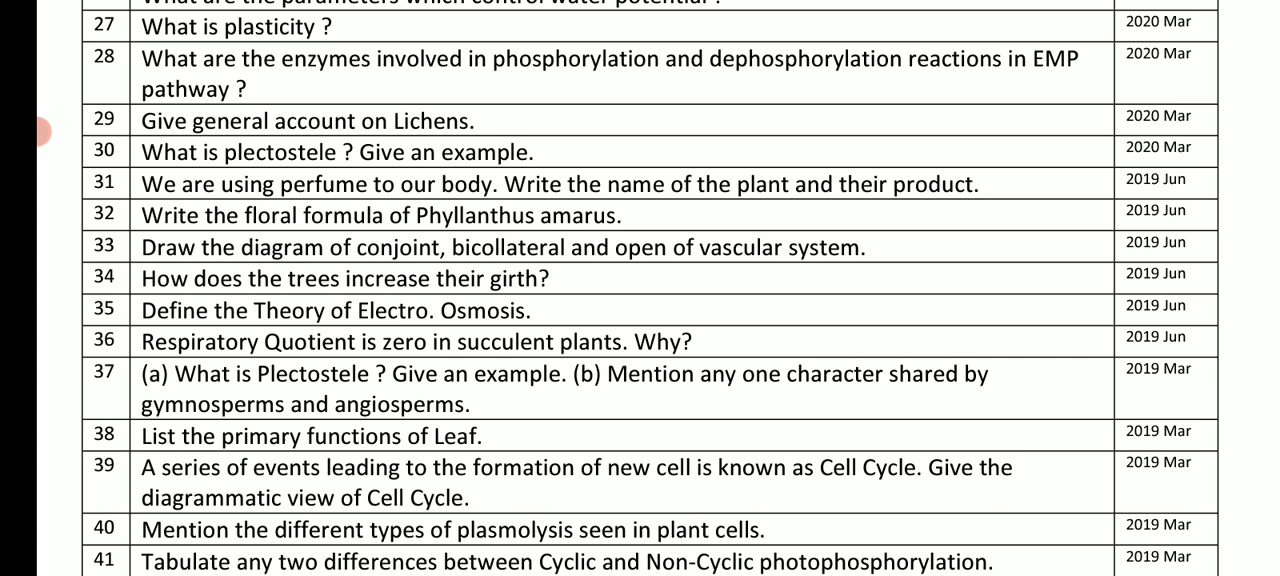 What are the parameters which control water potential ?
27 What is plasticity ? 2020 Mar
28 What are the enzymes involved in phosphorylation and dephosphorylation reactions in EMP 2020 Mar
pathway ?
29 Give general account on Lichens. 2020 Mar
30 What is plectostele ? Give an example. 2020 Mar
31 We are using perfume to our body. Write the name of the plant and their product. 2019 Jun
32 Write the floral formula of Phyllanthus amarus. 2019 Jun
33 Draw the diagram of conjoint, bicollateral and open of vascular system. 2019 Jun
34 How does the trees increase their girth? 2019 Jun
35 Define the Theory of Electro. Osmosis. 2019 Jun
36 Respiratory Quotient is zero in succulent plants. Why? 2019 Jun
37 (a) What is Plectostele ? Give an example. (b) Mention any one character shared by 2019 Mar
gymnosperms and angiosperms.
38 List the primary functions of Leaf. 2019 Mar
39 A series of events leading to the formation of new cell is known as Cell Cycle. Give the 2019 Mar
diagrammatic view of Cell Cycle.
40 Mention the different types of plasmolysis seen in plant cells. 2019 Mar
41 Tabulate any two differences between Cyclic and Non-Cyclic photophosphorylation. 2019 Mar